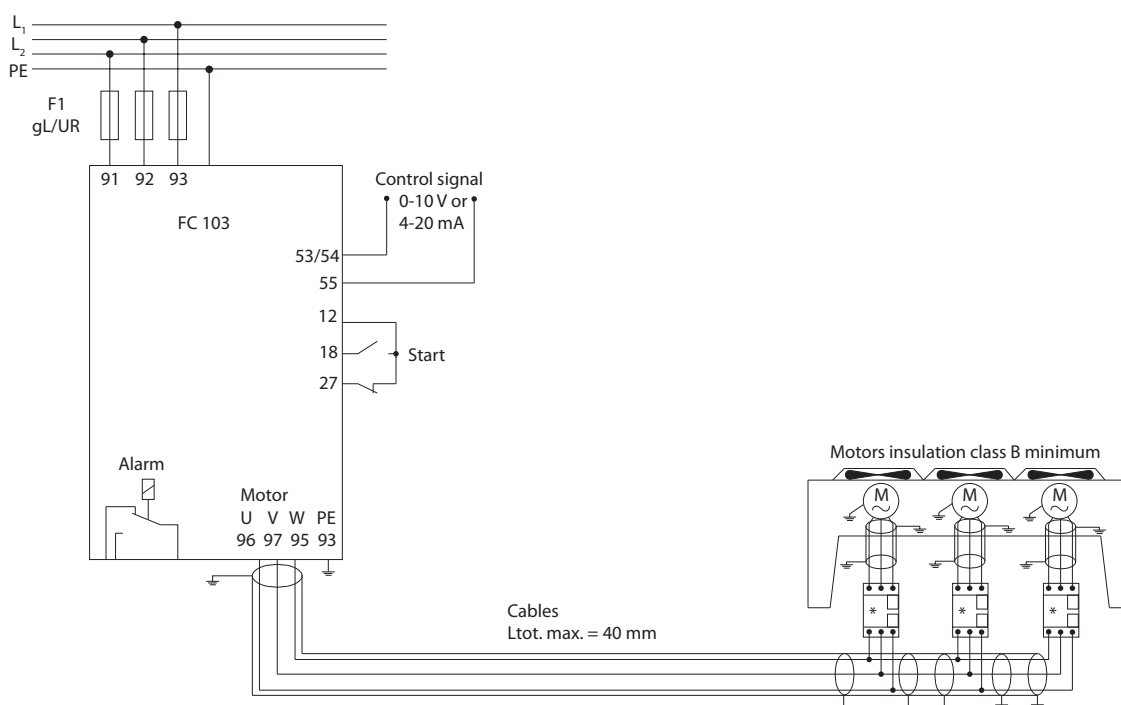 L1
L2
PE
F1
gL/UR
91 92 93
FC 103
Control signal
0-10 V or
4-20 mA
53/54
55
12
18
Start
27
Alarm
Motor
U V W PE
96 97 95 93
Motors insulation class B minimum
M M M
* * *
Cables
Ltot. max. = 40 mm